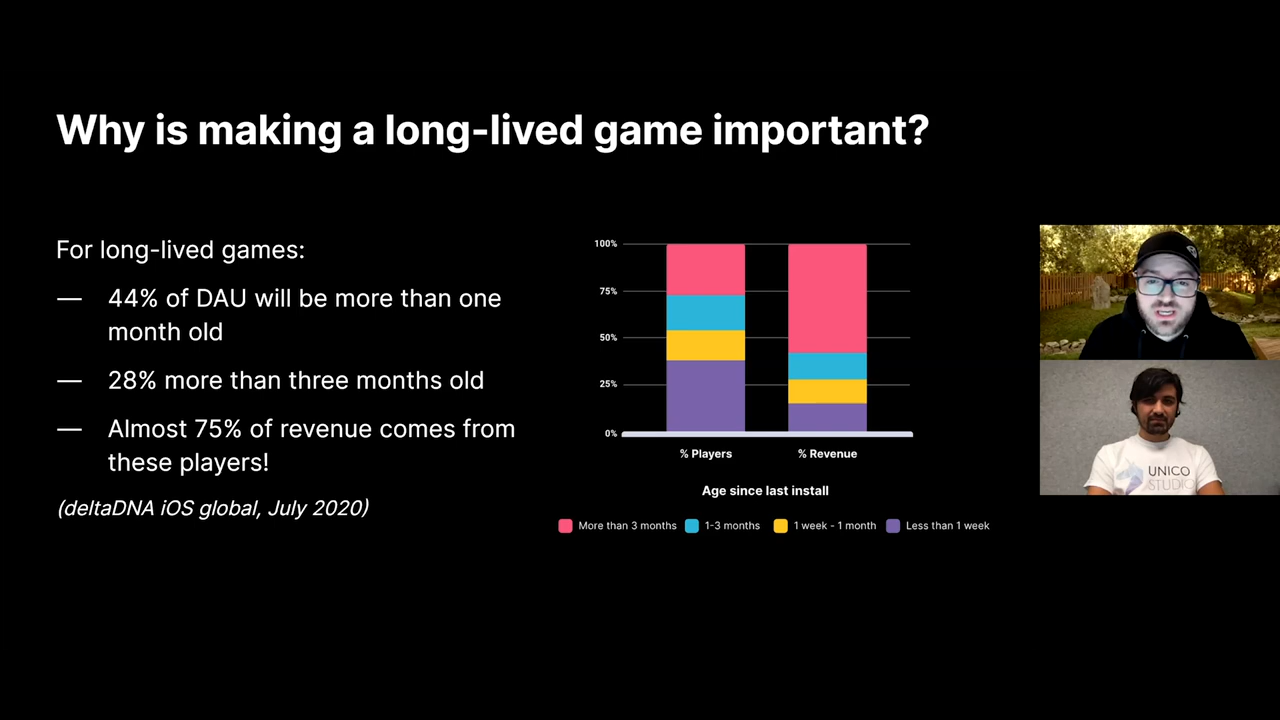 Why is making a long-lived game important?
For long-lived games:
— 44% of DAU will be more than one
month old
— 28% more than three months old
— Almost 75% of revenue comes from
these players!
(deltaDNA iOS global, July 2020)
100%
75%
50%
25%
0%
% Players
% Revenue
Age since last install
More than 3 months
1-3 months
1 week - 1 month
Less than 1 week
UNICO
STUDIO